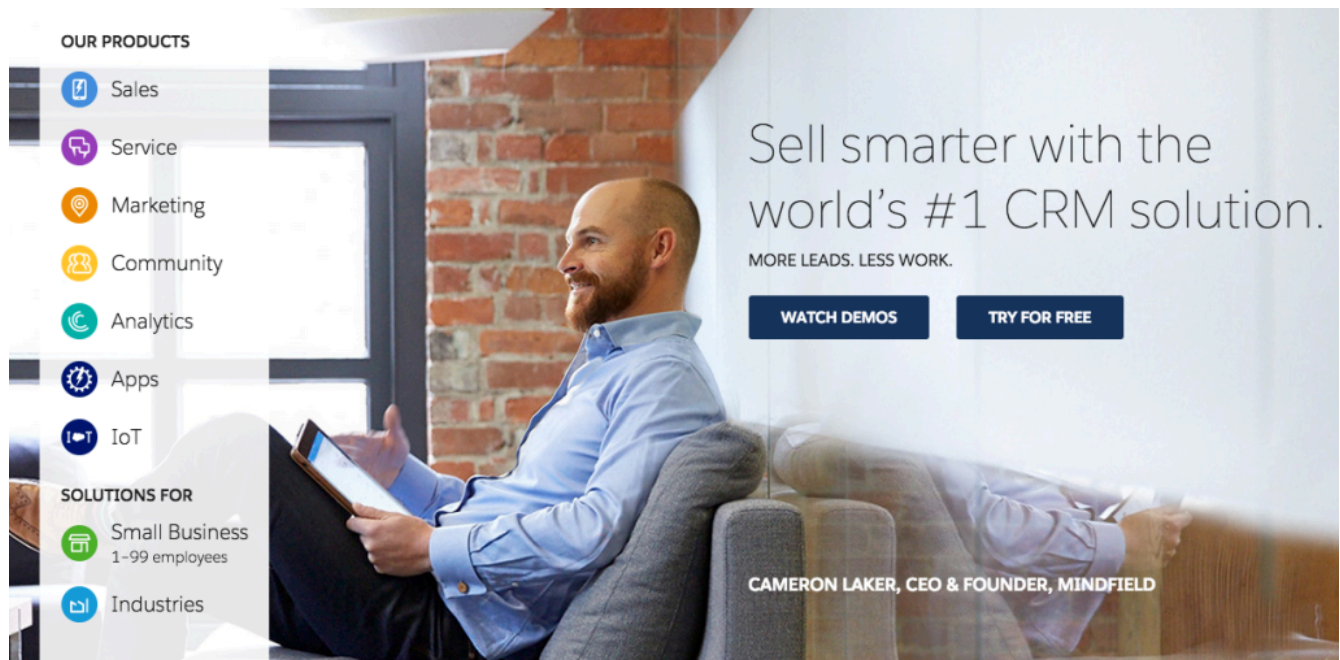 OUR PRODUCTS
Sales
Service
Marketing
Community
Analytics
Apps
IoT
IoT
SOLUTIONS FOR
Small Business
1–99 employees
Industries
Sell smarter with the
world's #1 CRM solution.
MORE LEADS. LESS WORK.
WATCH DEMOS
TRY FOR FREE
CAMERON LAKER, CEO & FOUNDER, MINDFIELD